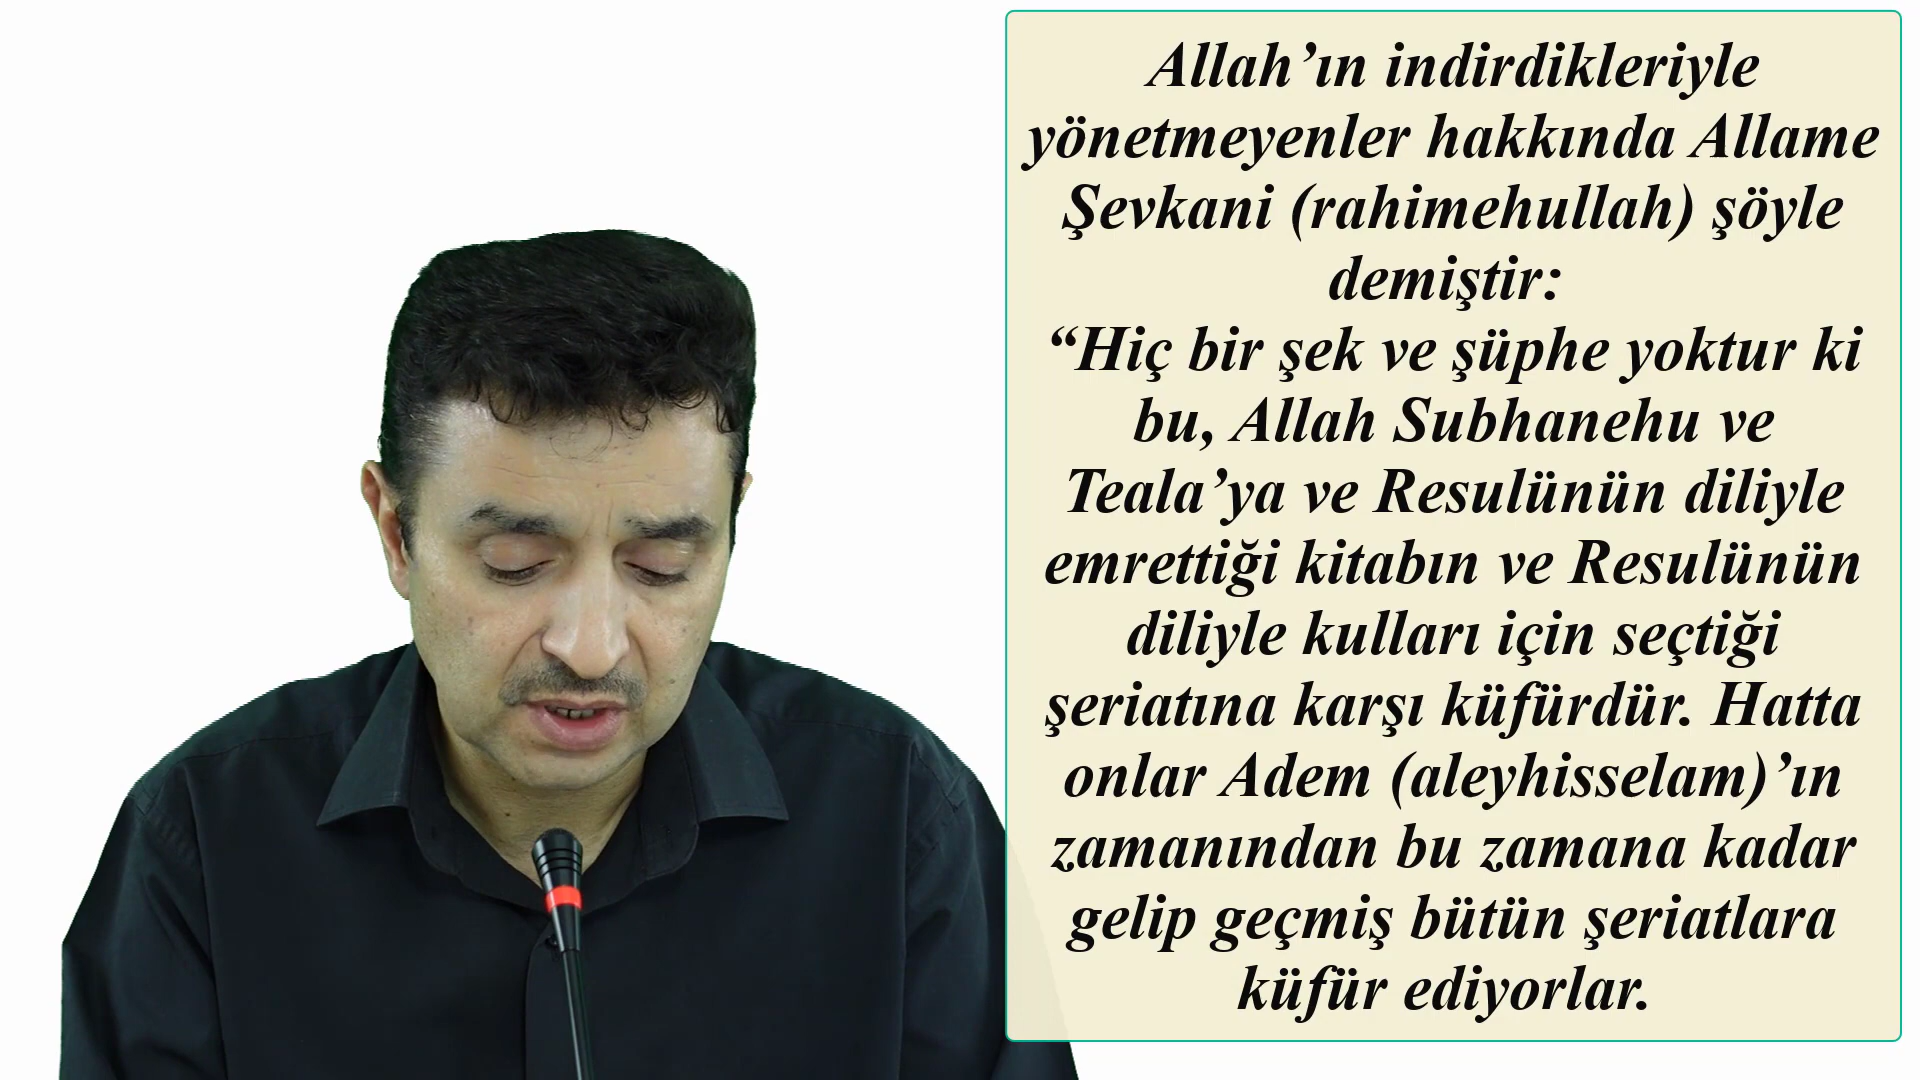 Allah’ın indirdikleriyle
yönetmeyenler hakkında Allame
Şevkani (rahimehullah) şöyle
demiştir:
“Hiç bir şek ve şüphe yoktur ki
bu, Allah Subhanehu ve
Teala’ya ve Resulünün diliyle
emrettiği kitabın ve Resulünün
diliyle kulları için seçtiği
şeriatına karşı küfürdür. Hatta
onlar Adem (aleyhisselam)’ın
zamanından bu zamana kadar
gelip geçmiş bütün şeriatlara
küfür ediyorlar.